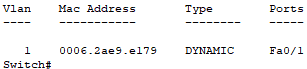 Vlan    Mac Address       Type        Ports
----    -----------       --------    -----
   1    0006.2ae9.e179    DYNAMIC     Fa0/1
Switch#